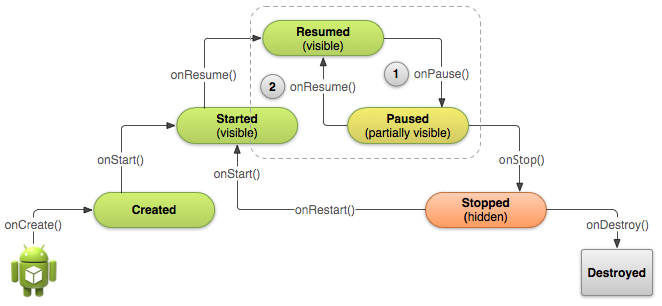 Resumed
(visible)
onResume()
2
onResume()
1
onPause()
Started
(visible)
Paused
(partially visible)
onStart()
onStart()
onStop()
Created
onRestart()
Stopped
(hidden)
onCreate()
onDestroy()
Destroyed